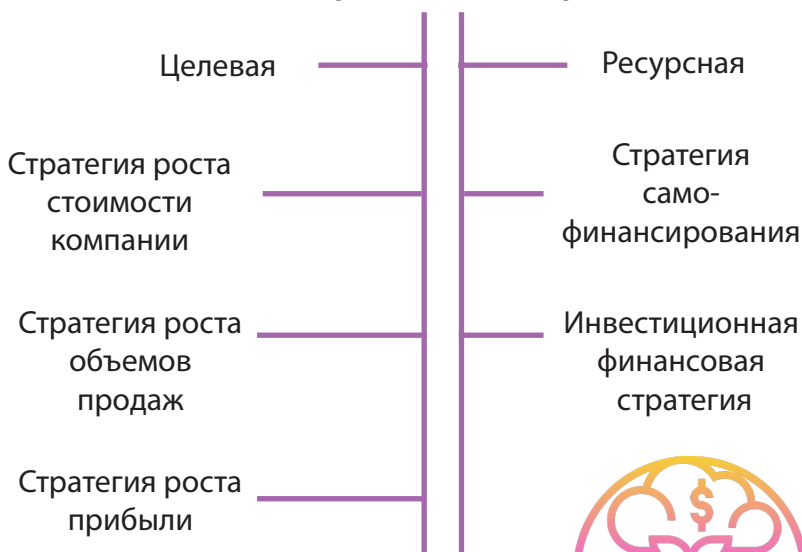 Целевая
Стратегия роста
стоимости
компании
Стратегия роста
объемов
продаж
Стратегия роста
прибыли
Ресурсная
Стратегия
само-
финансирования
Инвестиционная
финансовая
стратегия
$